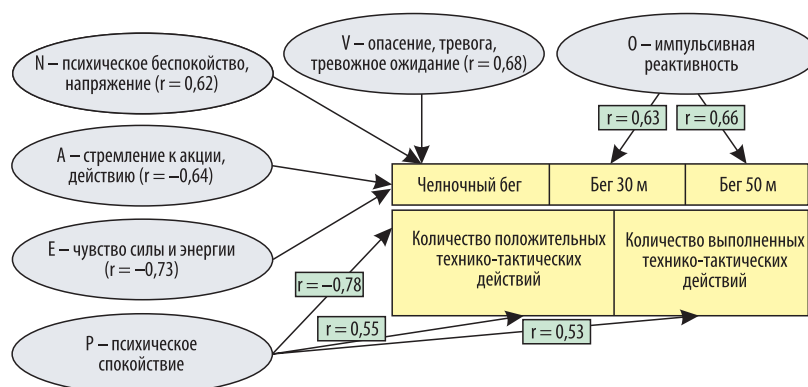 N – психическое беспокойство,
напряжение (r = 0,62)
V – опасение, тревога,
тревожное ожидание (r = 0,68)
O – импульсивная
реактивность
r = 0,63
r = 0,66
A – стремление к акции,
действию (r = –0,64)
Челночный бег
Бег 30 м
Бег 50 м
E – чувство силы и энергии
(r = –0,73)
Количество положительных
технико-тактических
действий
Количество выполненных
технико-тактических
действий
r = –0,78
r = 0,55
r = 0,53
P – психическое
спокойствие